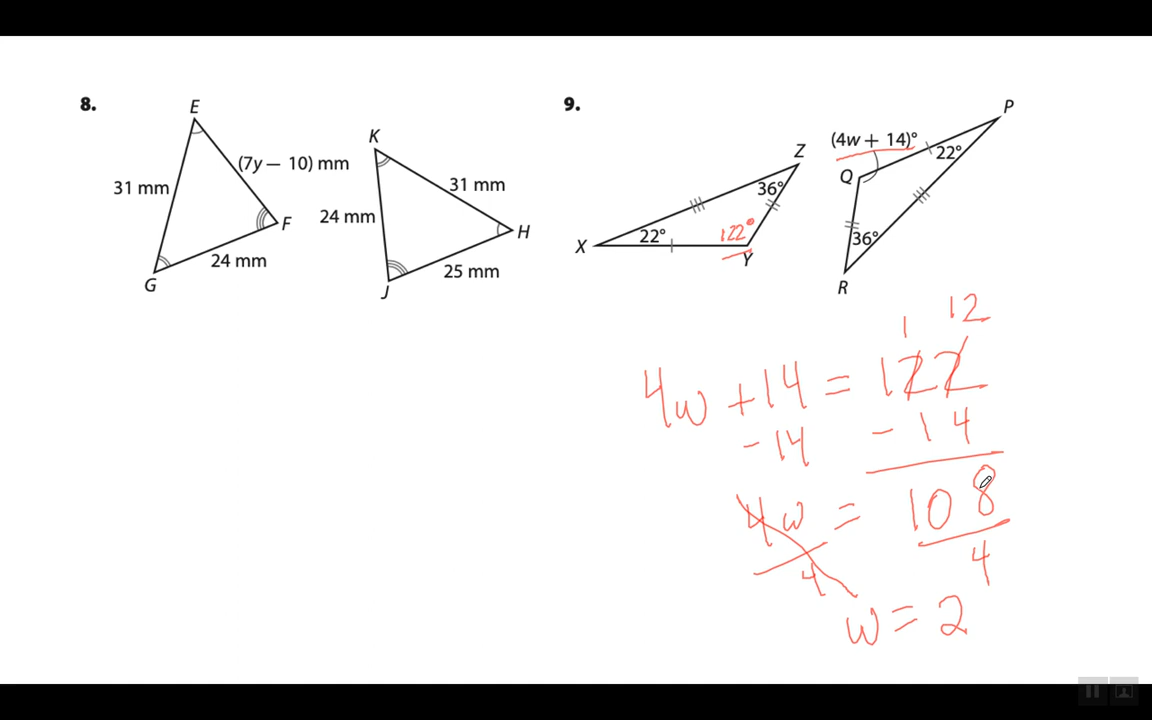 8.
9.
E
(7y – 10) mm
31 mm
F
24 mm
G
K
31 mm
24 mm
H
25 mm
J
Z
36°
22°
122°
X
Y
P
(4w + 14)°
22°
Q
36°
R
1 12
4w + 14 = 122
- 14 - 14
4w = 108
4 4
w = 2